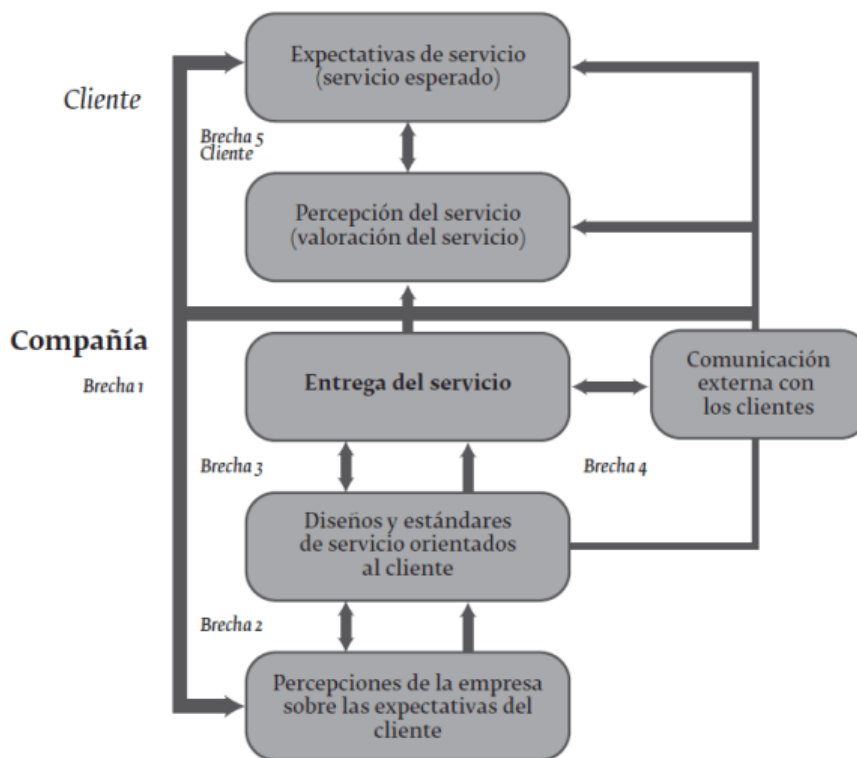 Expectativas de servicio
(servicio esperado)
Cliente
Brecha 5
Cliente
Percepción del servicio
(valoración del servicio)
Compañía
Brecha 1
Entrega del servicio
Comunicación
externa con
los clientes
Brecha 3
Brecha 4
Diseños y estándares
de servicio orientados
al cliente
Brecha 2
Percepciones de la empresa
sobre las expectativas del
cliente